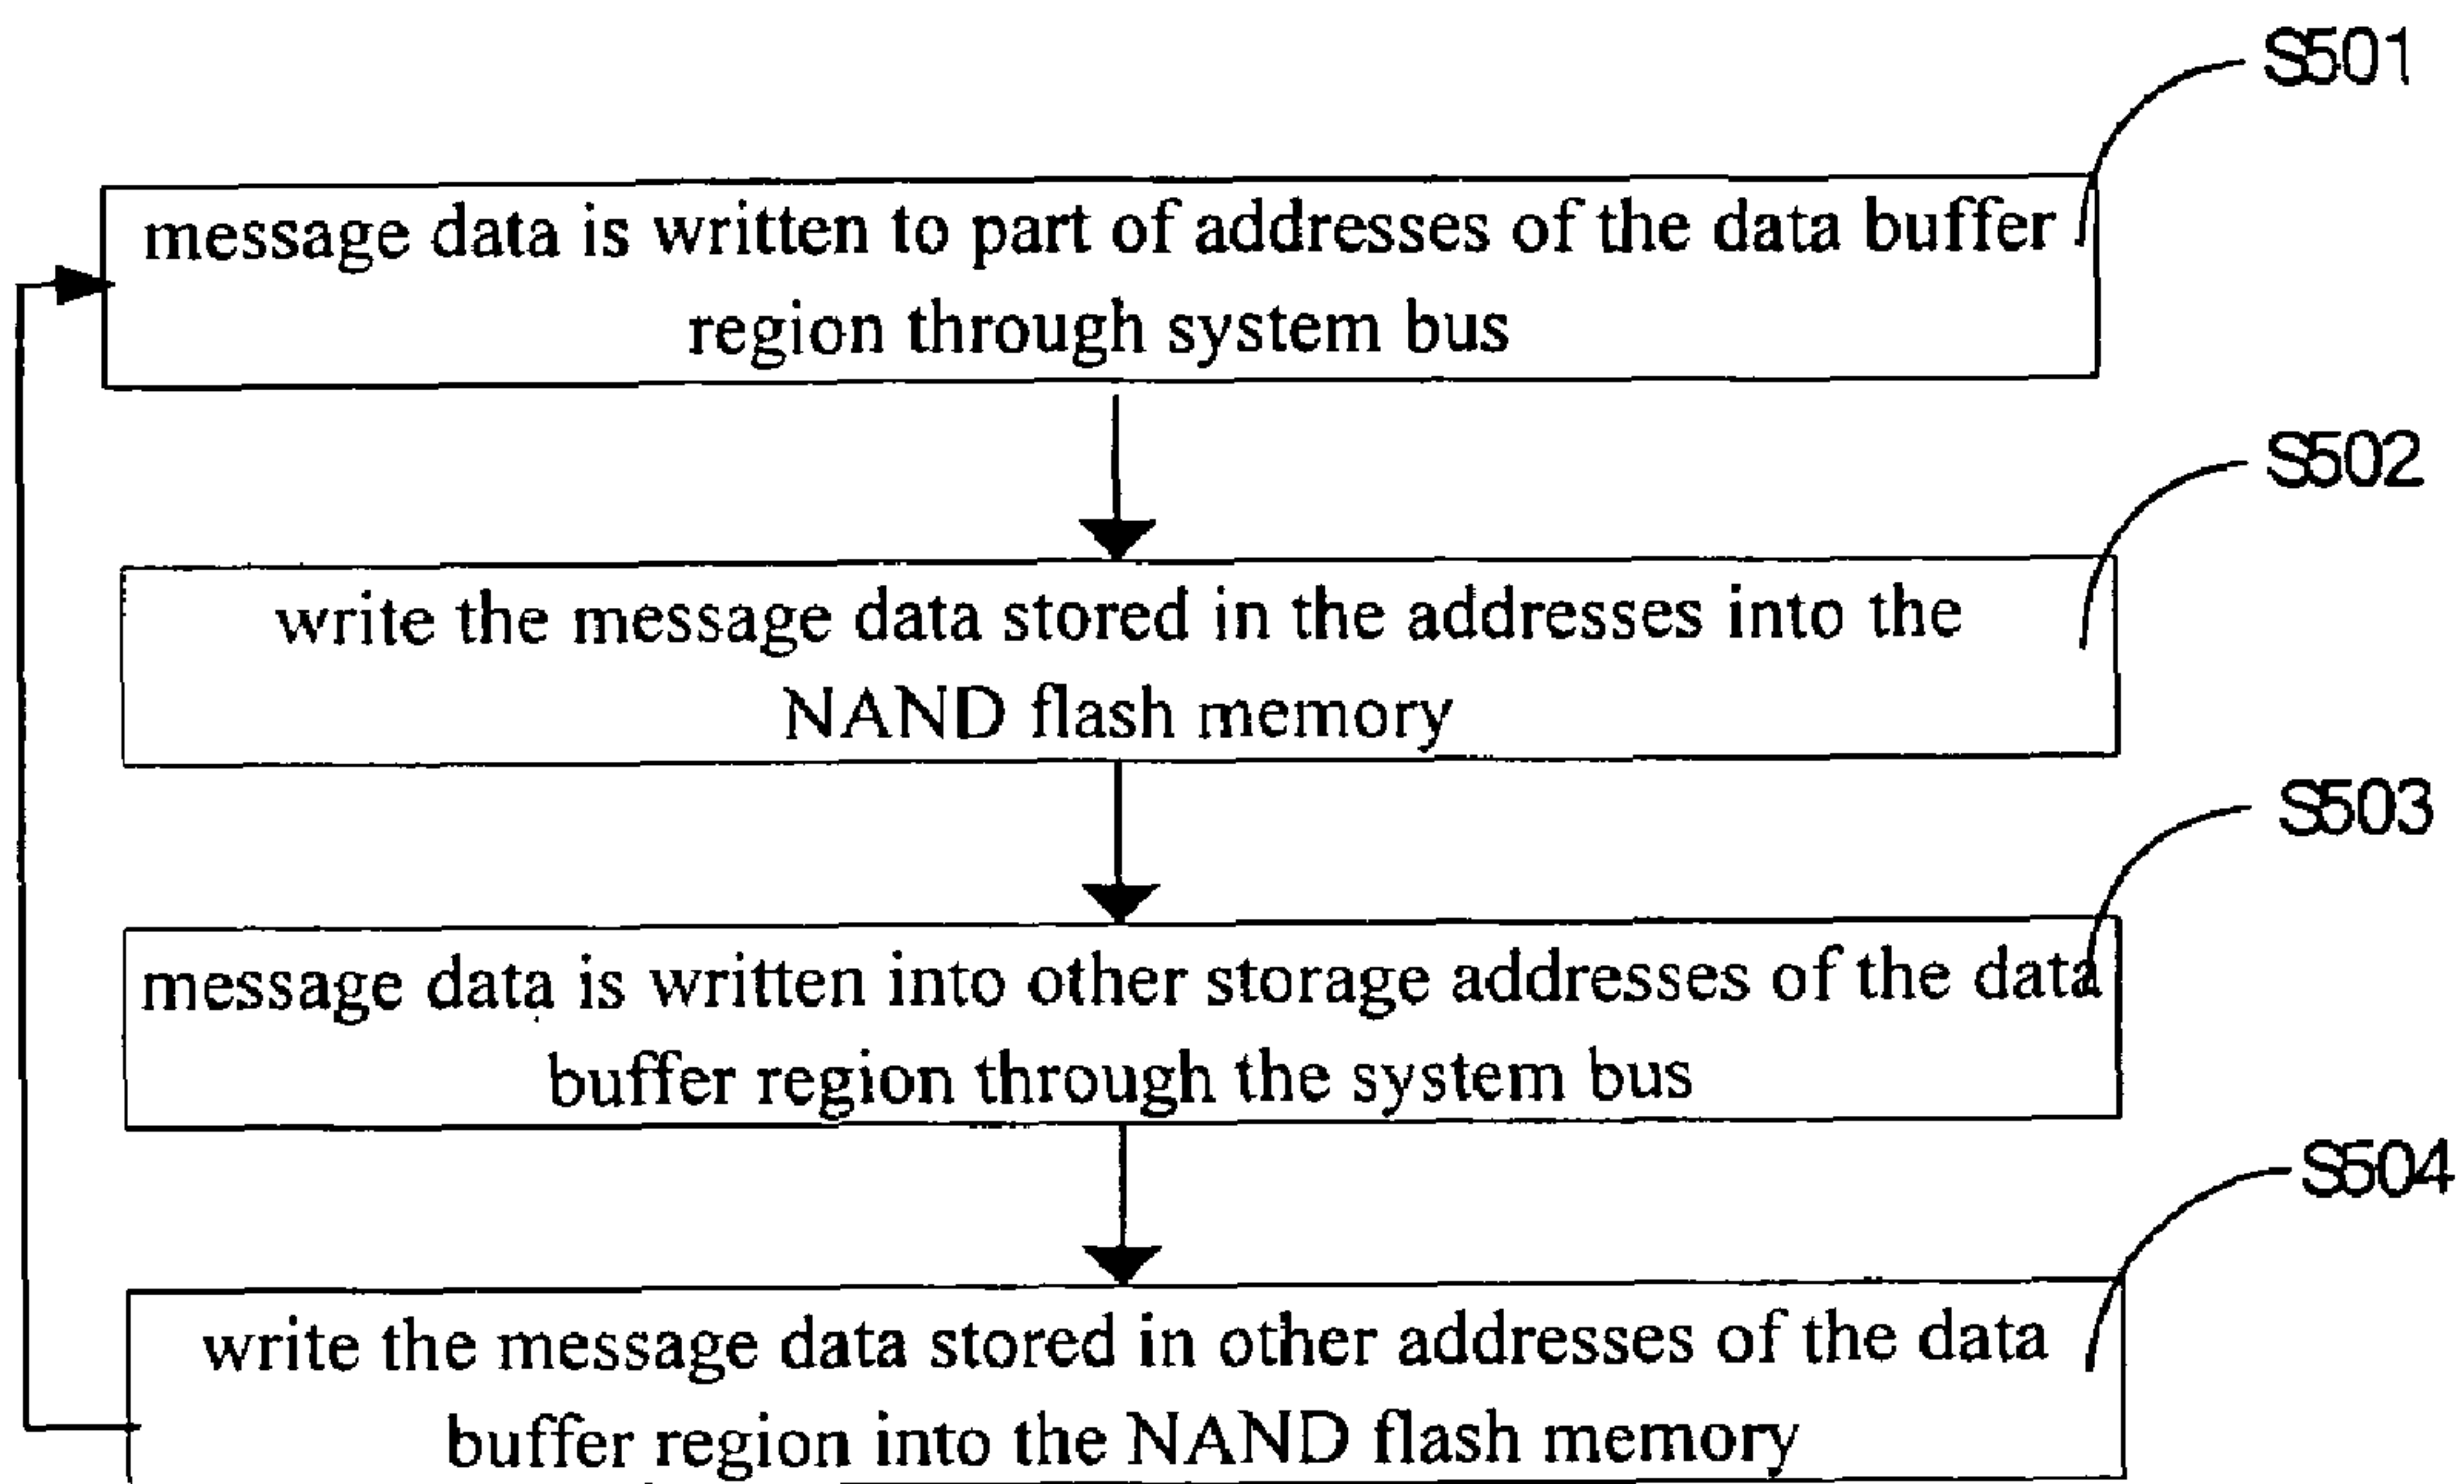 S501
message data is written to part of addresses of the data buffer
region through system bus
S502
write the message data stored in the addresses into the
NAND flash memory
S503
message data is written into other storage addresses of the data
buffer region through the system bus
S504
write the message data stored in other addresses of the data
buffer region into the NAND flash memory